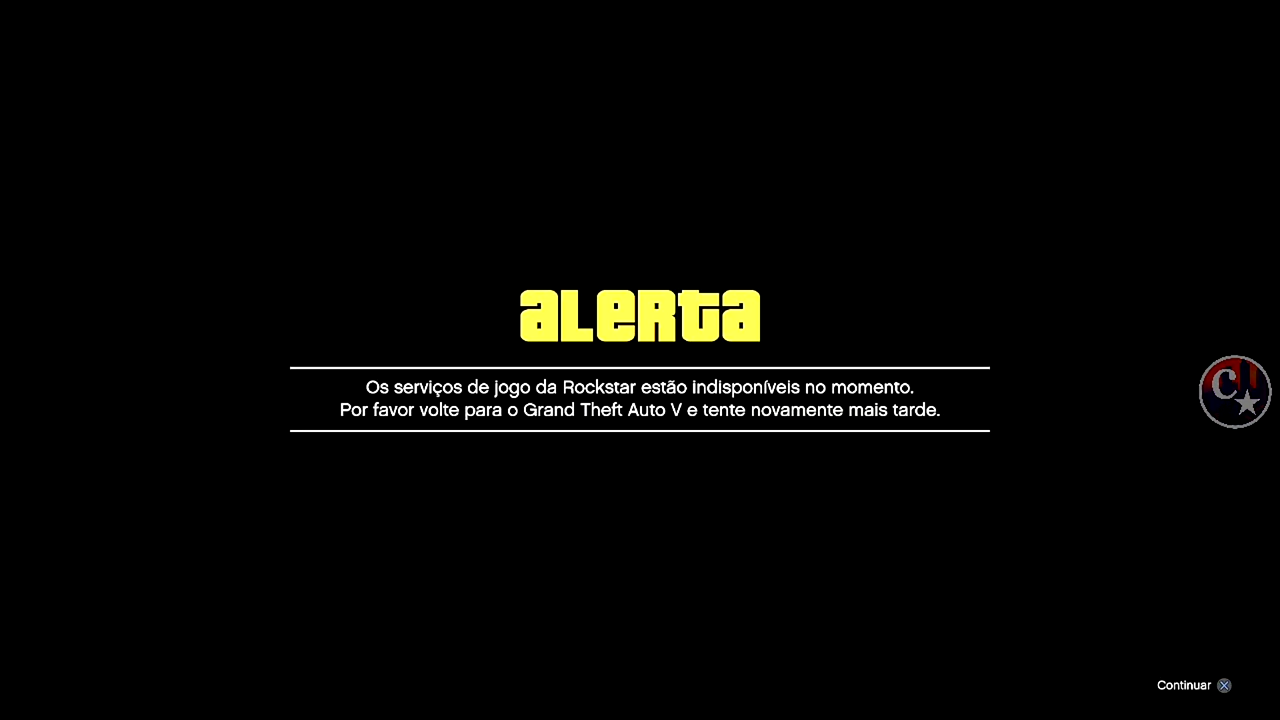 ALERTA
Os serviços de jogo da Rockstar estão indisponíveis no momento.
Por favor volte para o Grand Theft Auto V e tente novamente mais tarde.
C
Continuar